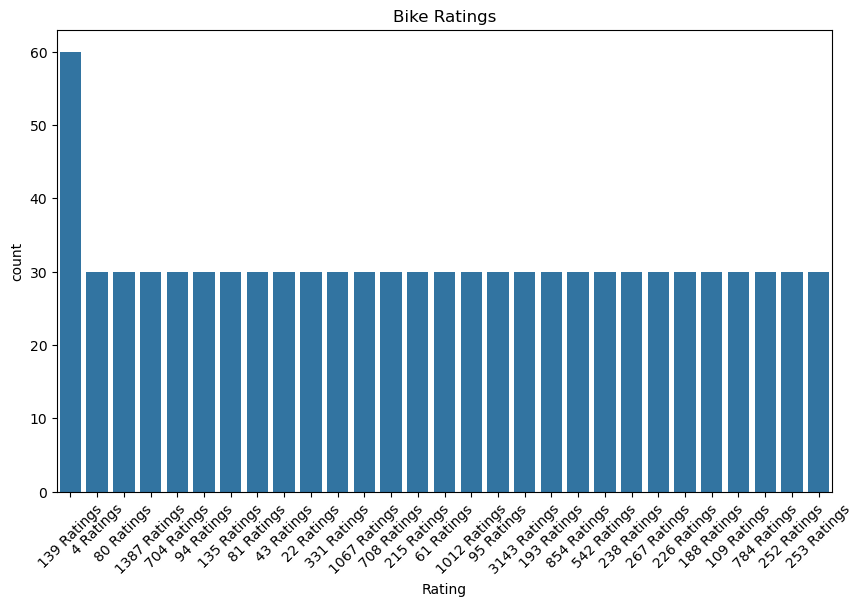 Bike Ratings
count
60
50
40
30
20
10
0
139 Ratings
4 Ratings
80 Ratings
1387 Ratings
704 Ratings
94 Ratings
135 Ratings
81 Ratings
43 Ratings
22 Ratings
331 Ratings
1067 Ratings
708 Ratings
215 Ratings
61 Ratings
1012 Ratings
95 Ratings
3143 Ratings
193 Ratings
854 Ratings
542 Ratings
238 Ratings
267 Ratings
226 Ratings
188 Ratings
109 Ratings
784 Ratings
252 Ratings
253 Ratings
Rating